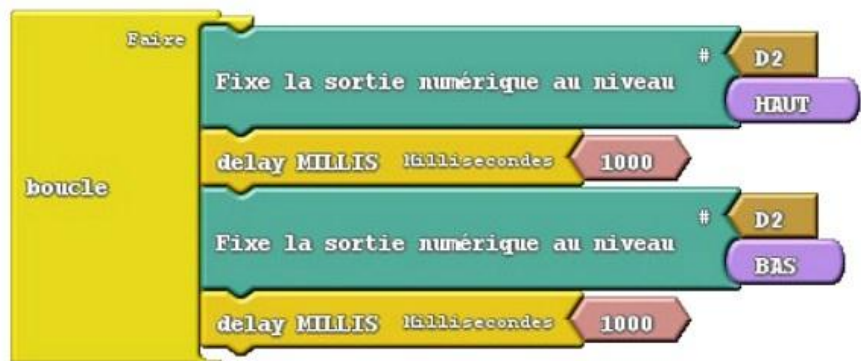 Faire
# D2
Fixe la sortie numérique au niveau
HAUT
delay MILLIS Millisecondes 1000
boucle
# D2
Fixe la sortie numérique au niveau
BAS
delay MILLIS Millisecondes 1000